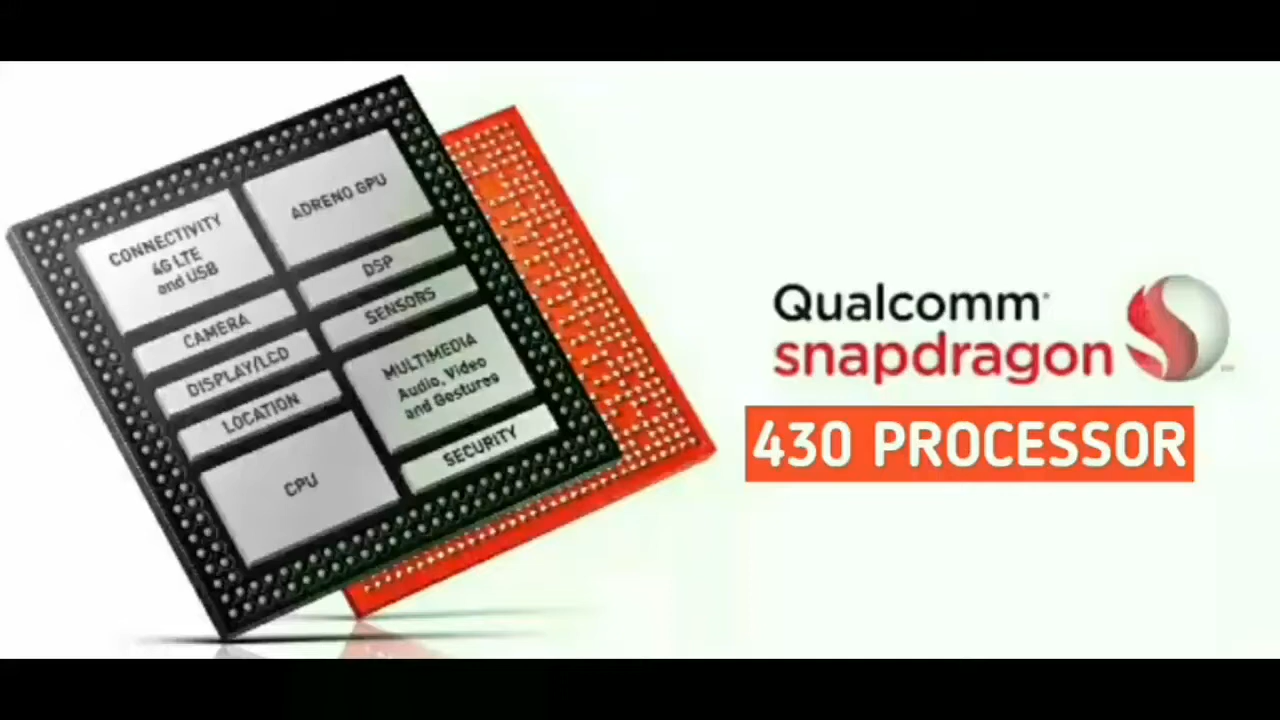 CONNECTIVITY
4G LTE
and USB
CAMERA
DISPLAY/LCD
LOCATION
CPU
ADRENO GPU
DSP
SENSORS
MULTIMEDIA
Audio, Video
and Gestures
SECURITY
Qualcomm
snapdragon
430 PROCESSOR